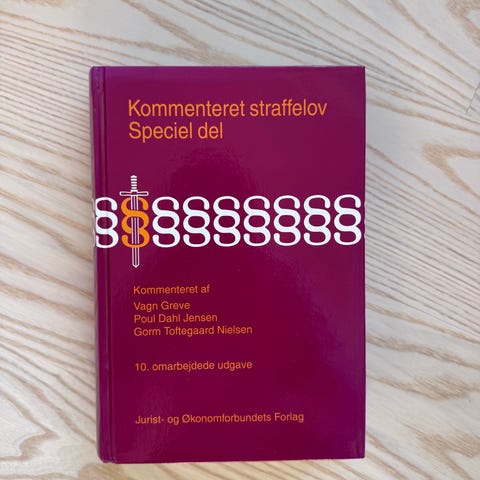 Kommenteret straffelov
Speciel del
§§§§§§§§§§
Kommenteret af
Vagn Greve
Poul Dahl Jensen
Gorm Toftegaard Nielsen
10. omarbejdede udgave
Jurist- og Økonomforbundets Forlag